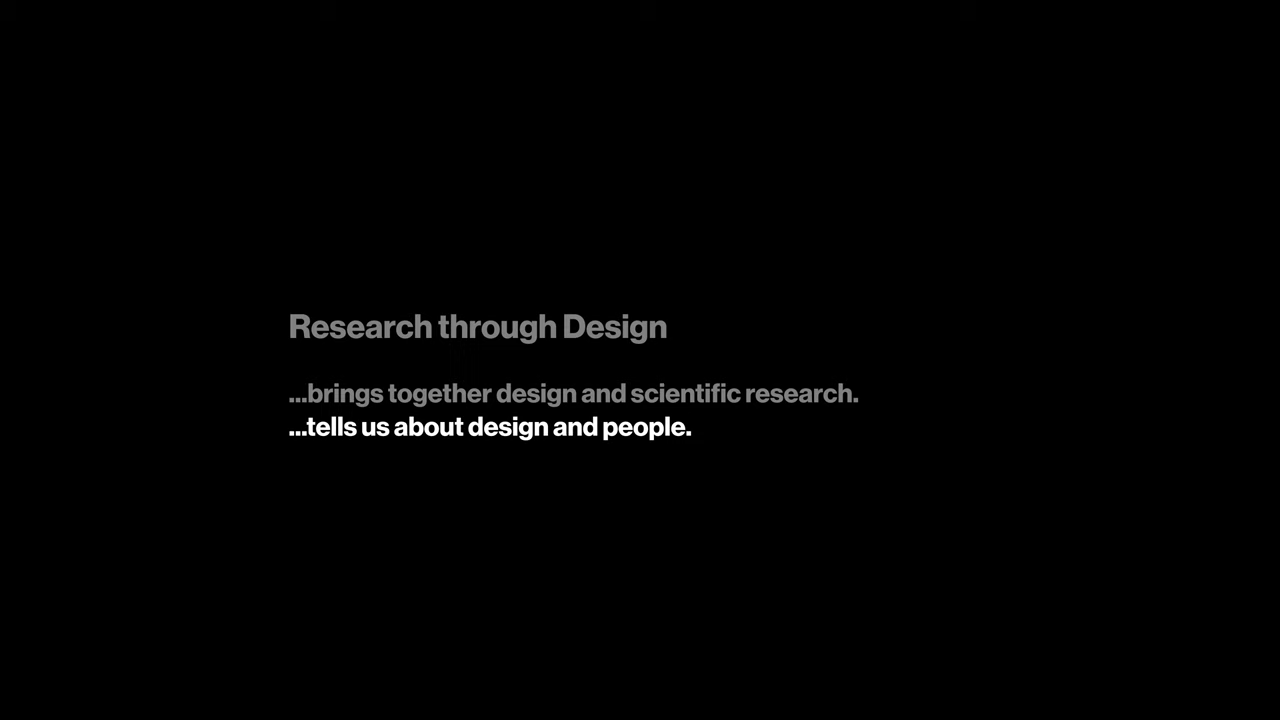 Research through Design
...brings together design and scientific research.
...tells us about design and people.